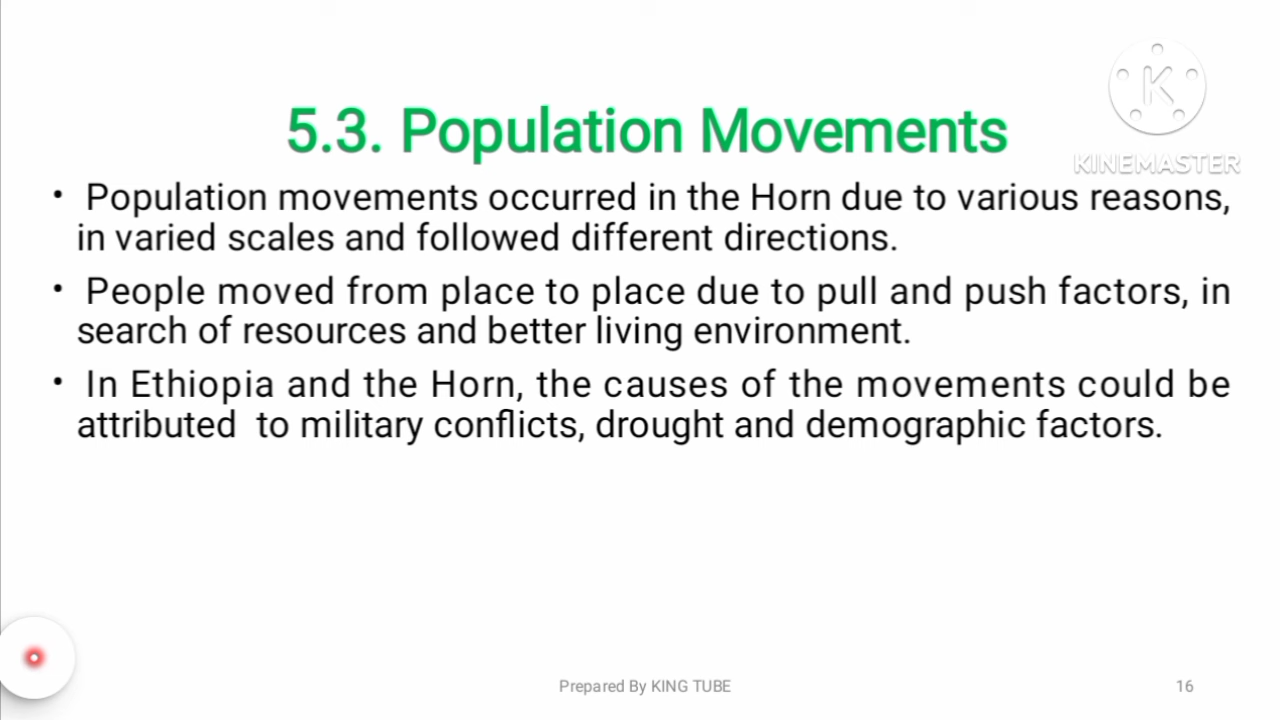 KINEMASTER
5.3. Population Movements
• Population movements occurred in the Horn due to various reasons,
in varied scales and followed different directions.
• People moved from place to place due to pull and push factors, in
search of resources and better living environment.
• In Ethiopia and the Horn, the causes of the movements could be
attributed to military conflicts, drought and demographic factors.
Prepared By KING TUBE
16